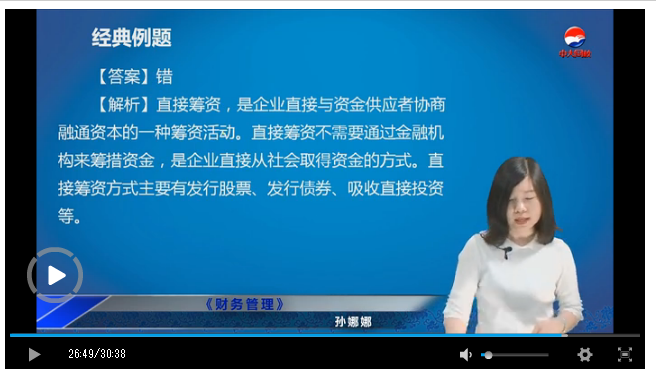 经典例题
中大网校
【答案】错
【解析】直接筹资，是企业直接与资金供应者协商
融通资本的一种筹资活动。直接筹资不需要通过金融机
构来筹措资金，是企业直接从社会取得资金的方式。直
接筹资方式主要有发行股票、发行债券、吸收直接投资
等。
《财务管理》
孙娜娜
26:49/30:38